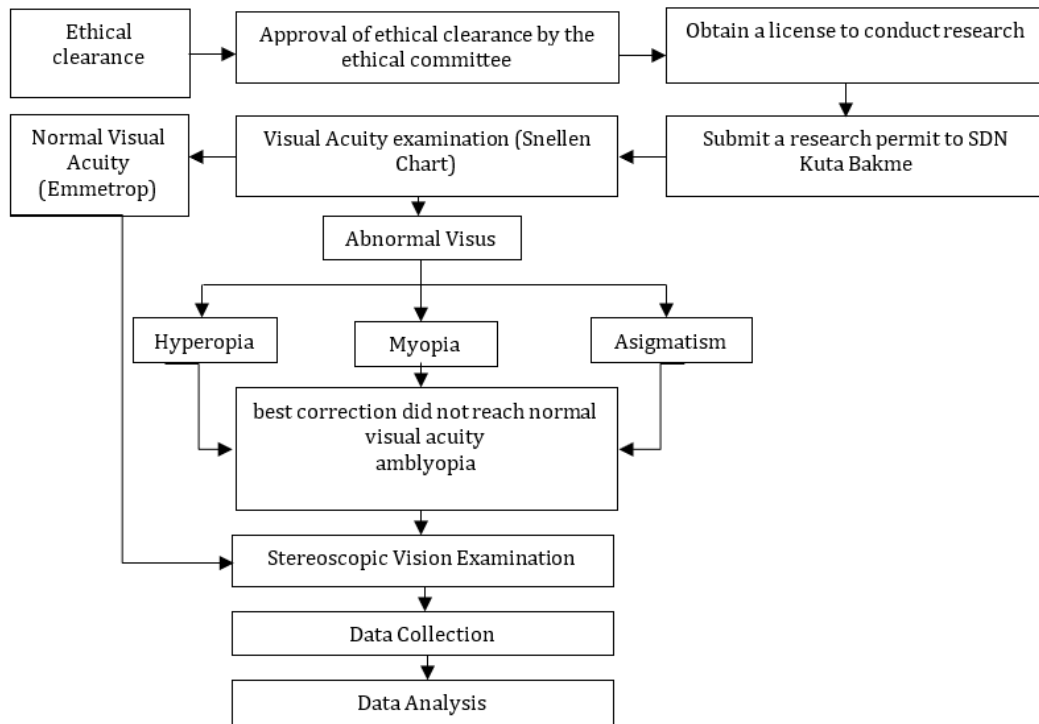 Ethical
clearance
Approval of ethical clearance by the
ethical committee
Obtain a license to conduct research
Normal Visual
Acuity
(Emmetrop)
Visual Acuity examination (Snellen
Chart)
Submit a research permit to SDN
Kuta Bakme
Abnormal Visus
Hyperopia
Myopia
Asigmatism
best correction did not reach normal
visual acuity
amblyopia
Stereoscopic Vision Examination
Data Collection
Data Analysis